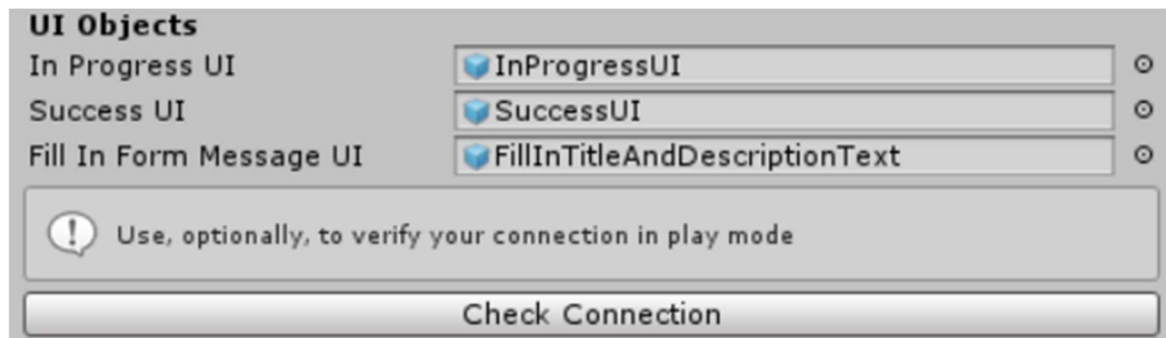 UI Objects
In Progress UI InProgressUI
Success UI SuccessUI
Fill In Form Message UI FillInTitleAndDescriptionText
Use, optionally, to verify your connection in play mode
Check Connection